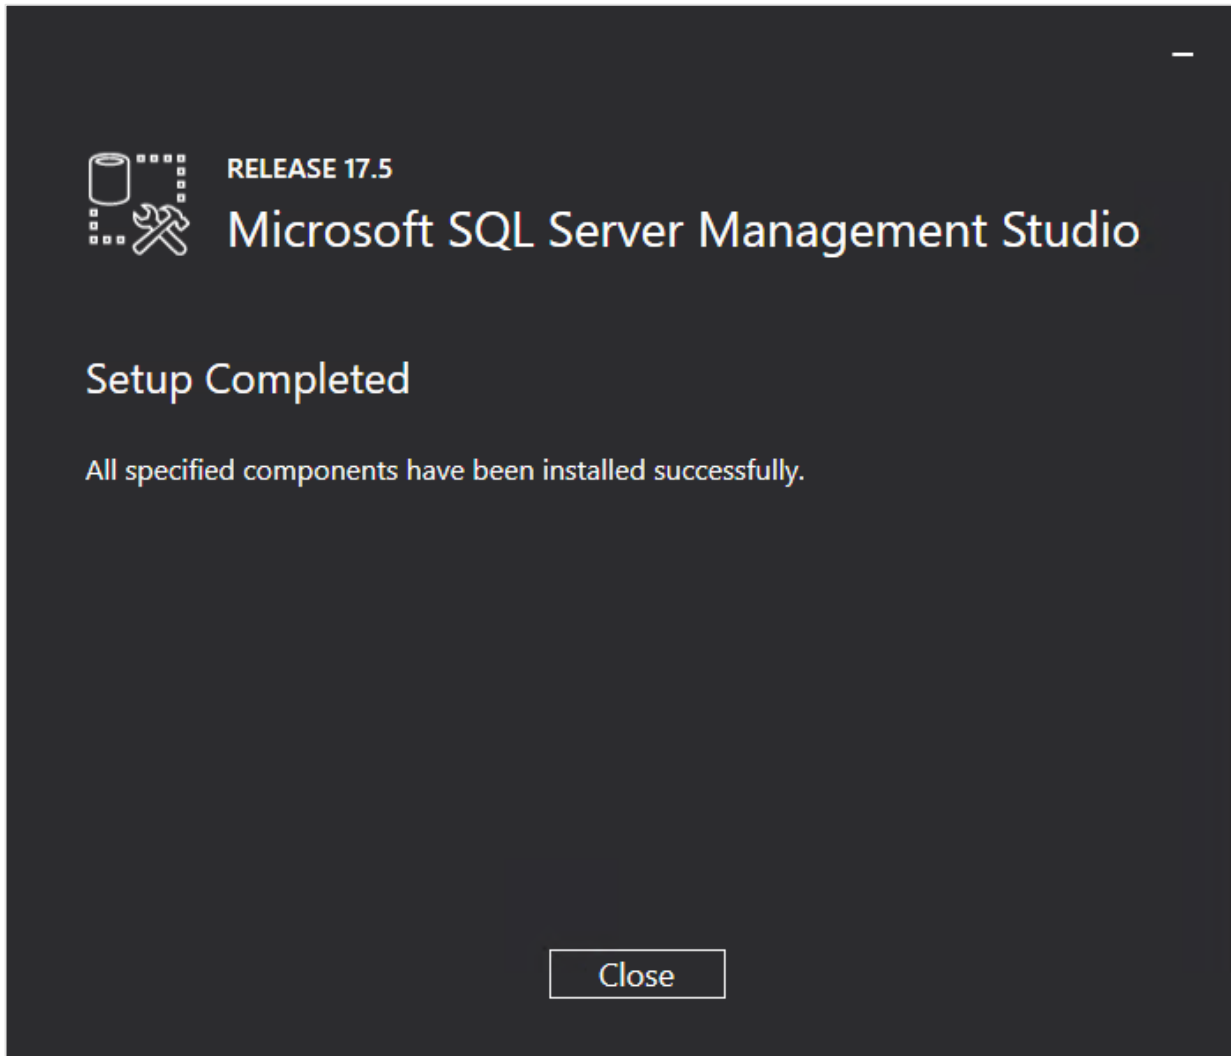 RELEASE 17.5
Microsoft SQL Server Management Studio
Setup Completed
All specified components have been installed successfully.
Close